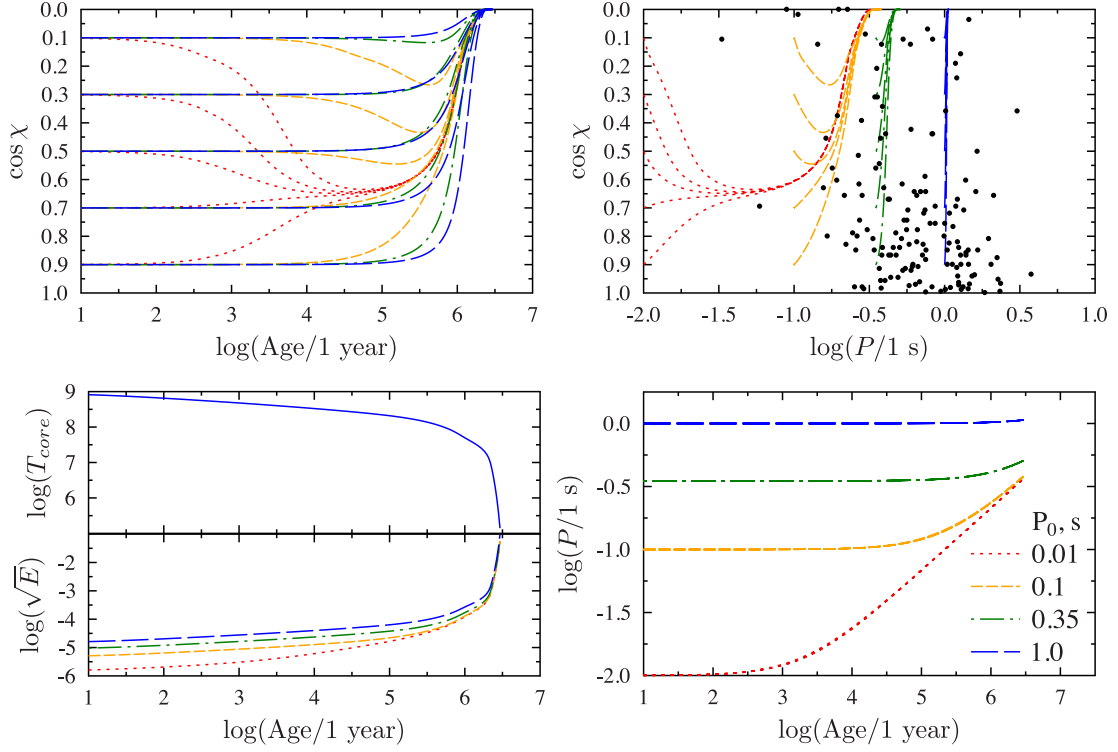 0.0
0.1
0.2
0.3
0.4
0.5
0.6
0.7
0.8
0.9
1.0
cos χ
1 2 3 4 5 6 7
log(Age/1 year)
0.0
0.1
0.2
0.3
0.4
0.5
0.6
0.7
0.8
0.9
1.0
cos χ
-2.0 -1.5 -1.0 -0.5 0.0 0.5 1.0
log(P/1 s)
9
8
7
6
log(T_core)
-2
-3
-4
-5
-6
log(√E)
1 2 3 4 5 6 7
log(Age/1 year)
0.0
-0.5
-1.0
-1.5
-2.0
log(P/1 s)
P₀, s
0.01
0.1
0.35
1.0
1 2 3 4 5 6 7
log(Age/1 year)